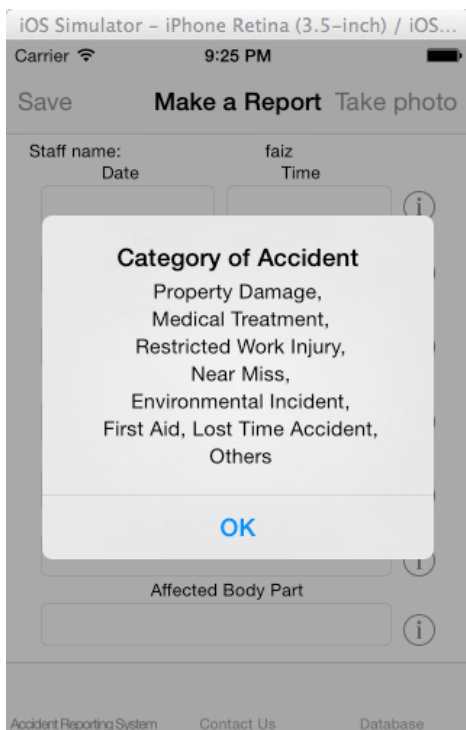 iOS Simulator – iPhone Retina (3.5–inch) / iOS...
Carrier 9:25 PM
Save Make a Report Take photo
Staff name: faiz
Date Time
i
Category of Accident
Property Damage,
Medical Treatment,
Restricted Work Injury,
Near Miss,
Environmental Incident,
First Aid, Lost Time Accident,
Others
OK
i
Affected Body Part
i
Accident Reporting System Contact Us Database